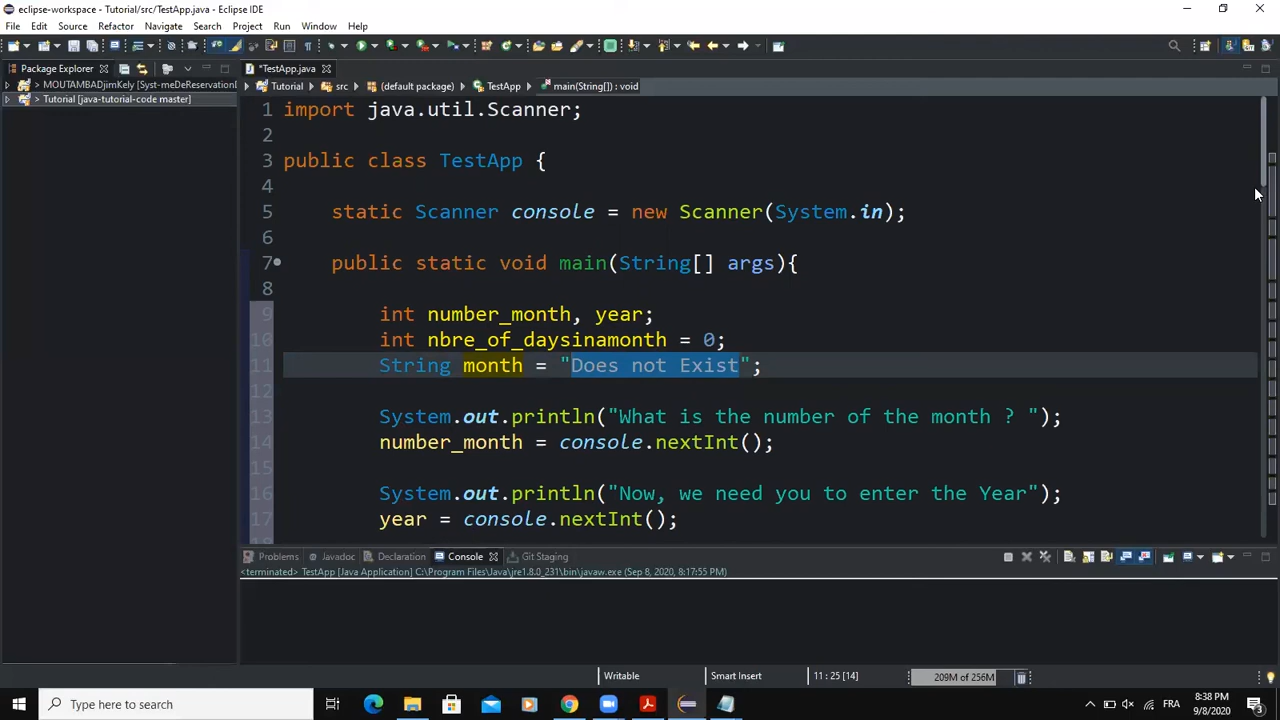 eclipse-workspace - Tutorial/src/TestApp.java - Eclipse IDE
File Edit Source Refactor Navigate Search Project Run Window Help
Package Explorer
*TestApp.java
> MOUTAMBADjimKely [Syst-meDeReservationD
> Tutorial [java-tutorial-code master]
Tutorial src (default package) TestApp main(String[]) : void
1 import java.util.Scanner;
2
3 public class TestApp {
4
5 static Scanner console = new Scanner(System.in);
6
7 public static void main(String[] args){
8
9 int number_month, year;
10 int nbre_of_daysinamonth = 0;
11 String month = "Does not Exist";
12
13 System.out.println("What is the number of the month ? ");
14 number_month = console.nextInt();
15
16 System.out.println("Now, we need you to enter the Year");
17 year = console.nextInt();
Problems Javadoc Declaration Console Git Staging
<terminated> TestApp [Java Application] C:\Program Files\Java\jre1.8.0_231\bin\javaw.exe (Sep 8, 2020, 8:17:55 PM)
Writable Smart Insert 11 : 25 [14] 209M of 256M
Type here to search
FRA
8:38 PM
9/8/2020
3